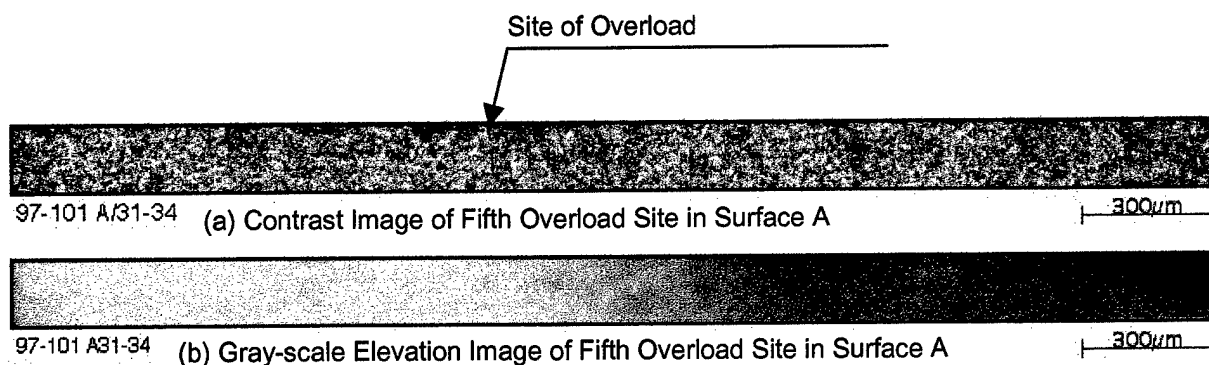 Site of Overload
97-101 A/31-34 (a) Contrast Image of Fifth Overload Site in Surface A 300µm
97-101 A31-34 (b) Gray-scale Elevation Image of Fifth Overload Site in Surface A 300µm